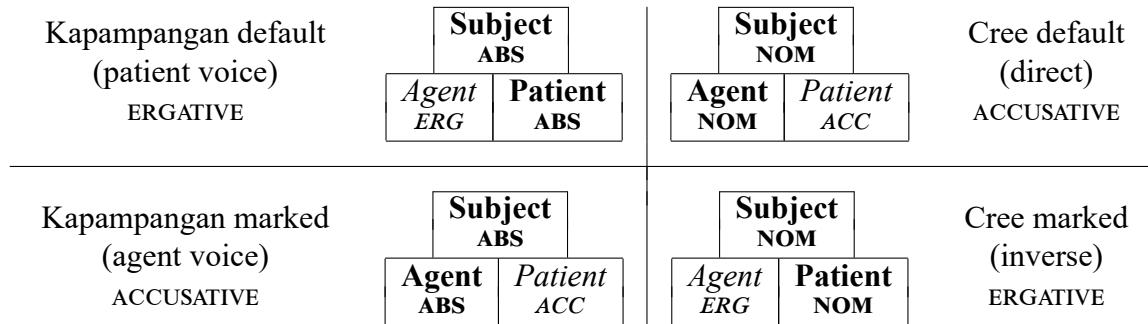 Kapampangan default
(patient voice)
ERGATIVE
Subject
ABS
Agent Patient
ERG ABS
Subject
NOM
Agent Patient
NOM ACC
Cree default
(direct)
ACCUSATIVE
Kapampangan marked
(agent voice)
ACCUSATIVE
Subject
ABS
Agent Patient
ABS ACC
Subject
NOM
Agent Patient
ERG NOM
Cree marked
(inverse)
ERGATIVE